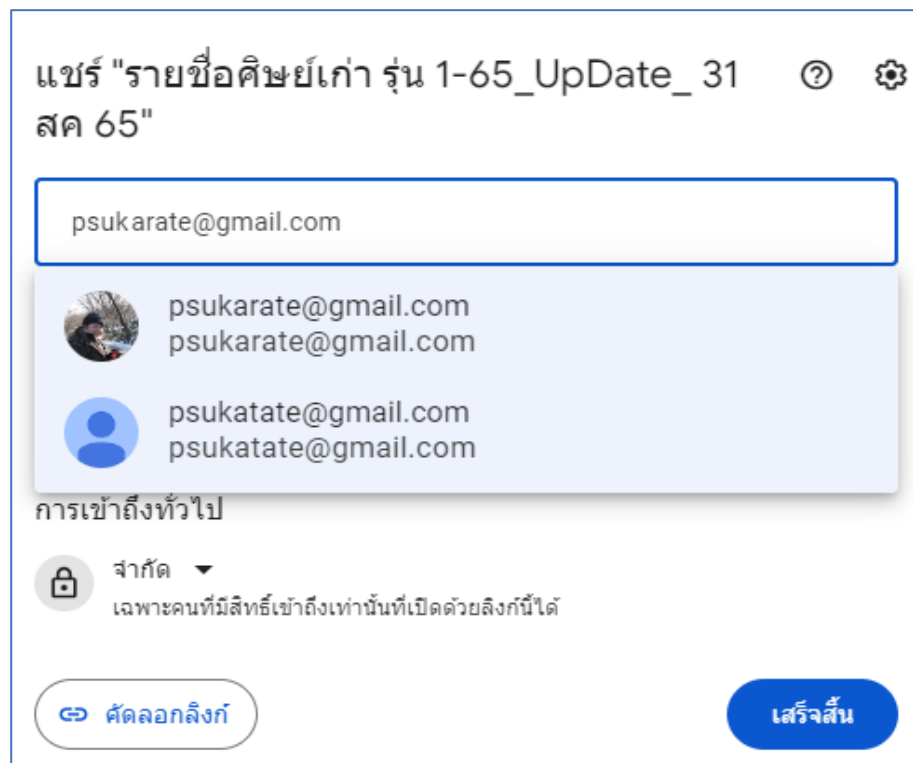 แชร์ "รายชื่อศิษย์เก่า รุ่น 1-65_UpDate_ 31
สค 65"
psukarate@gmail.com
psukarate@gmail.com
psukarate@gmail.com
psukatate@gmail.com
psukatate@gmail.com
การเข้าถึงทั่วไป
จำกัด
เฉพาะคนที่มีสิทธิ์เข้าถึงเท่านั้นที่เปิดด้วยลิงก์นี้ได้
คัดลอกลิงก์
เสร็จสิ้น